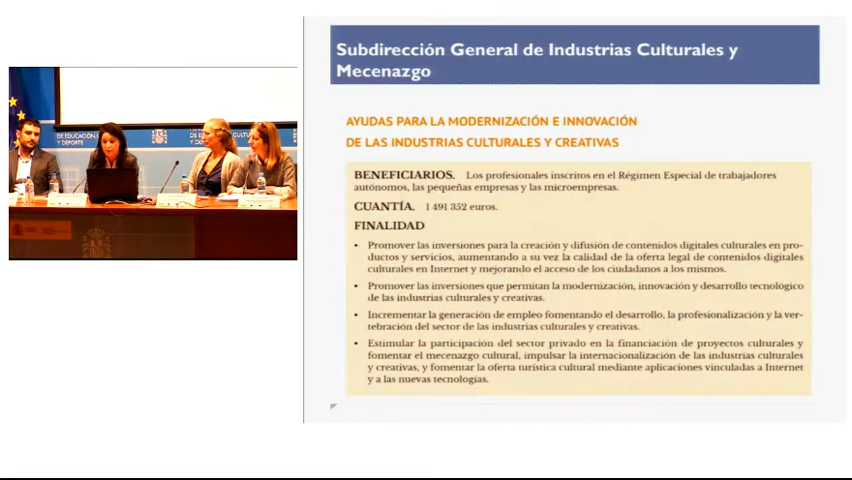 DE EDUCACIÓN, CULTURA
Y DEPORTE
Subdirección General de Industrias Culturales y
Mecenazgo
AYUDAS PARA LA MODERNIZACIÓN E INNOVACIÓN
DE LAS INDUSTRIAS CULTURALES Y CREATIVAS
BENEFICIARIOS. Los profesionales inscritos en el Régimen Especial de trabajadores
autónomos, las pequeñas empresas y las microempresas.
CUANTÍA. 1 491 352 euros.
FINALIDAD
• Promover las inversiones para la creación y difusión de contenidos digitales culturales en pro-
ductos y servicios, aumentando a su vez la calidad de la oferta legal de contenidos digitales
culturales en Internet y mejorando el acceso de los ciudadanos a los mismos.
• Promover las inversiones que permitan la modernización, innovación y desarrollo tecnológico
de las industrias culturales y creativas.
• Incrementar la generación de empleo fomentando el desarrollo, la profesionalización y la ver-
tebración del sector de las industrias culturales y creativas.
• Estimular la participación del sector privado en la financiación de proyectos culturales y
fomentar el mecenazgo cultural, impulsar la internacionalización de las industrias culturales
y creativas, y fomentar la oferta turística cultural mediante aplicaciones vinculadas a Internet
y a las nuevas tecnologías.